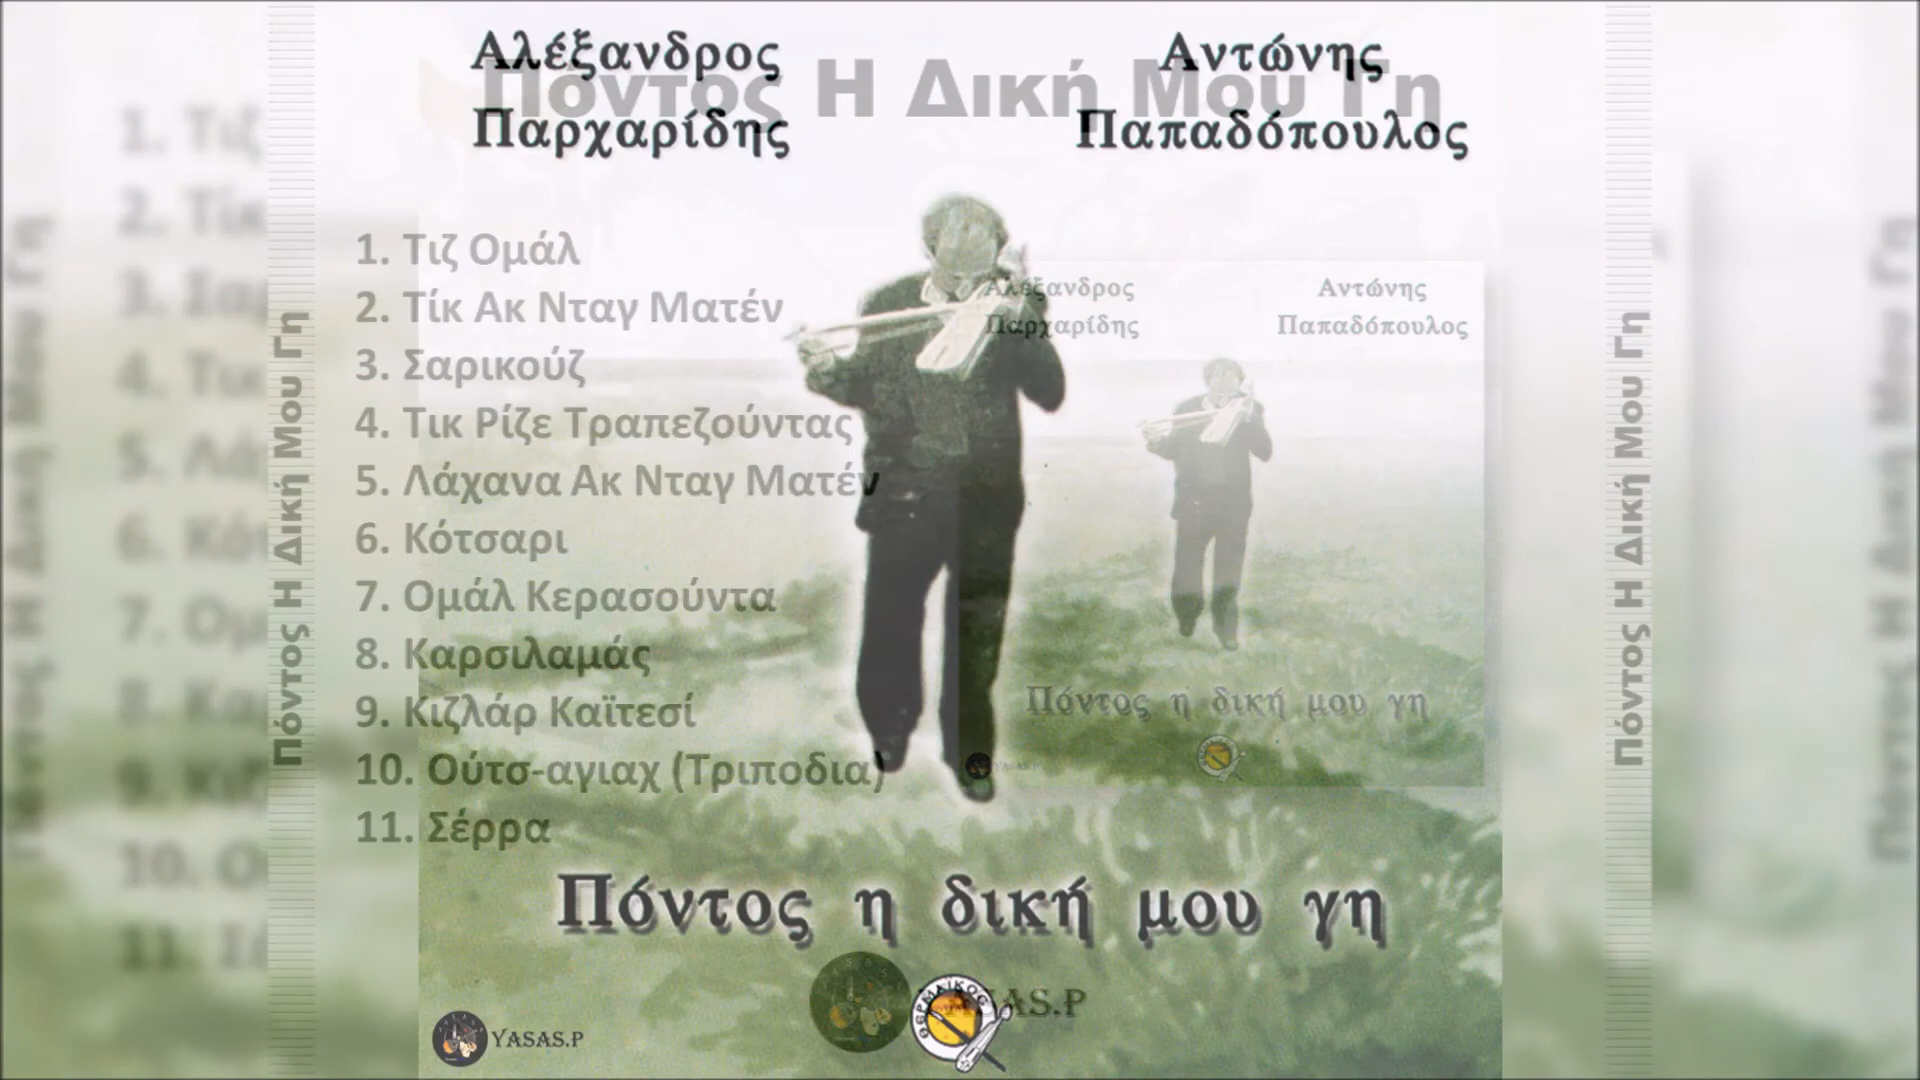 Αλέξανδρος
Παρχαρίδης
Αντώνης
Παπαδόπουλος
Πόντος Η Δική Μου Γη
1. Τιζ Ομάλ
2. Τίκ Ακ Νταγ Ματέν
3. Σαρικούζ
4. Τικ Ρίζε Τραπεζούντας
5. Λάχανα Ακ Νταγ Ματέν
6. Κότσαρι
7. Ομάλ Κερασούντα
8. Καρσιλαμάς
9. Κιζλάρ Καϊτεσί
10. Ούτσ-αγιαχ (Τριποδια)
11. Σέρρα
Αλέξανδρος
Παρχαρίδης
Αντώνης
Παπαδόπουλος
Πόντος η δική μου γη
Πόντος η δική μου γη
Πόντος Η Δική Μου Γη
Πόντος Η Δική Μου Γη
YASAS.P
ΘΕΡΜΑΪΚΟΣ